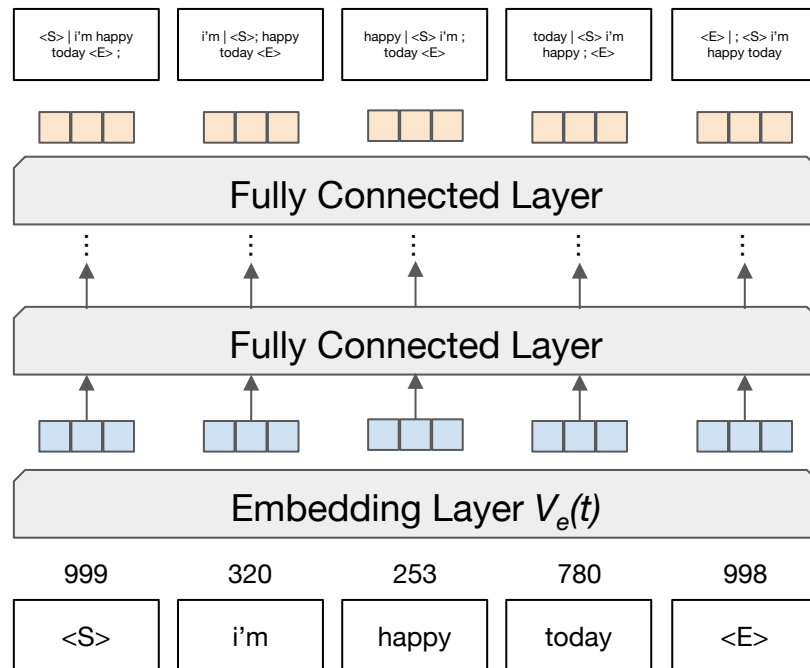 <S> | i'm happy
today <E> ;
i'm | <S>; happy
today <E>
happy | <S> i'm ;
today <E>
today | <S> i'm
happy ; <E>
<E> | ; <S> i'm
happy today
Fully Connected Layer
Fully Connected Layer
Embedding Layer V_e(t)
999 320 253 780 998
<S> i'm happy today <E>